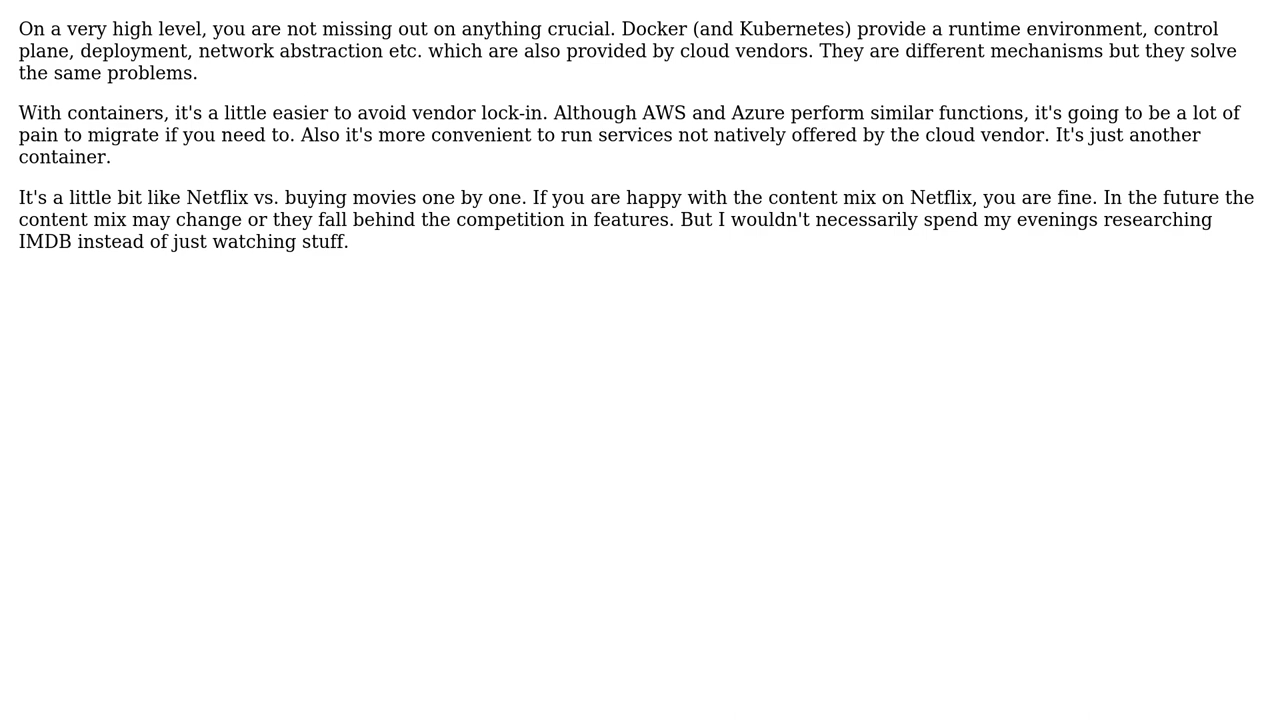 On a very high level, you are not missing out on anything crucial. Docker (and Kubernetes) provide a runtime environment, control
plane, deployment, network abstraction etc. which are also provided by cloud vendors. They are different mechanisms but they solve
the same problems.
With containers, it's a little easier to avoid vendor lock-in. Although AWS and Azure perform similar functions, it's going to be a lot of
pain to migrate if you need to. Also it's more convenient to run services not natively offered by the cloud vendor. It's just another
container.
It's a little bit like Netflix vs. buying movies one by one. If you are happy with the content mix on Netflix, you are fine. In the future the
content mix may change or they fall behind the competition in features. But I wouldn't necessarily spend my evenings researching
IMDB instead of just watching stuff.